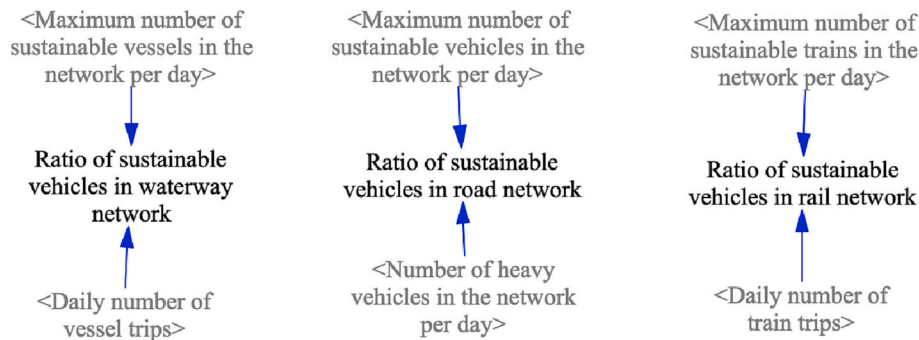 <Maximum number of
sustainable vessels in the
network per day>
Ratio of sustainable
vehicles in waterway
network
<Daily number of
vessel trips>
<Maximum number of
sustainable vehicles in the
network per day>
Ratio of sustainable
vehicles in road network
<Number of heavy
vehicles in the network
per day>
<Maximum number of
sustainable trains in the
network per day>
Ratio of sustainable
vehicles in rail network
<Daily number of
train trips>